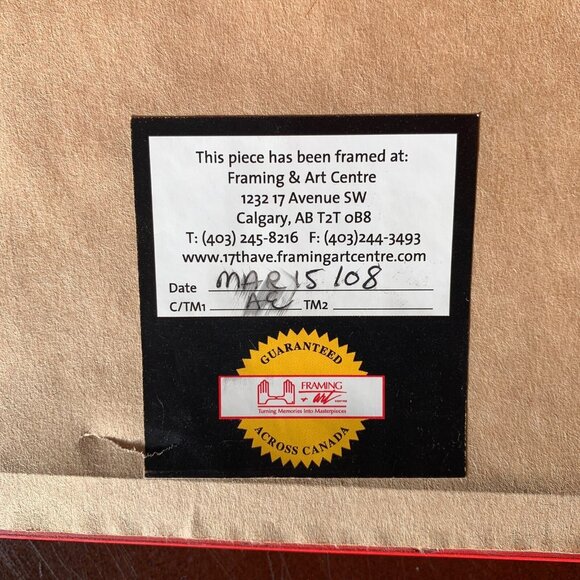 This piece has been framed at:
Framing & Art Centre
1232 17 Avenue SW
Calgary, AB T2T 0B8
T: (403) 245-8216 F: (403)244-3493
www.17thave.framingartcentre.com
Date MAR 15 / 08
C/TM1 AE TM2
GUARANTEED
FRAMING
+ art
Turning Memories Into Masterpieces
ACROSS CANADA